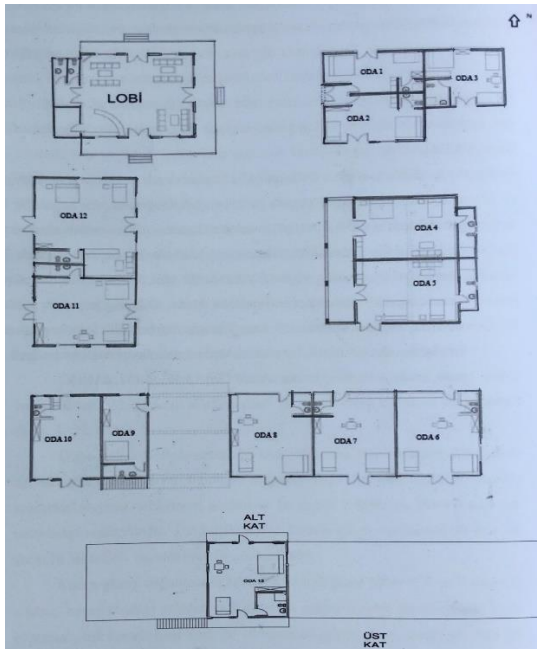 N
LOBİ
ODA 1
ODA 3
ODA 2
ODA 12
ODA 4
ODA 11
ODA 5
ODA 10
ODA 9
ODA 8
ODA 7
ODA 6
ALT
KAT
ODA 13
ÜST
KAT